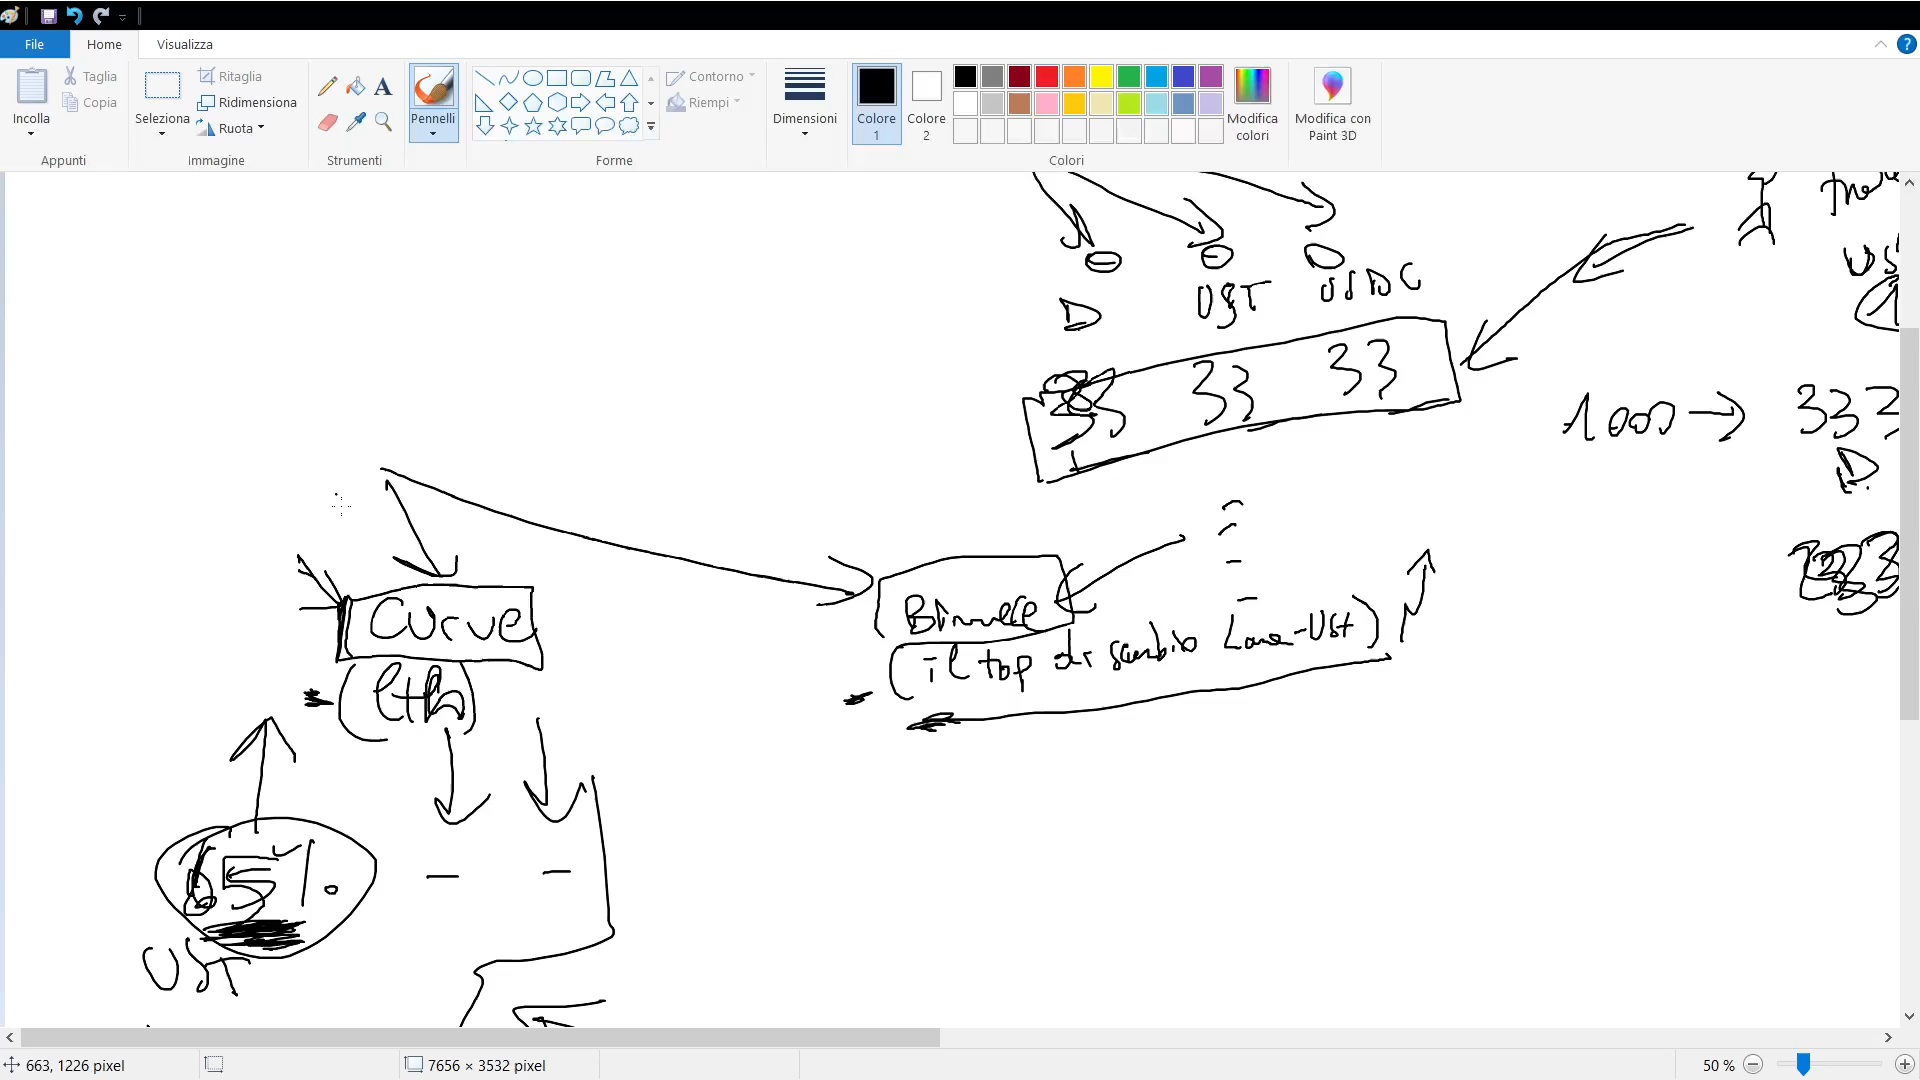 File Home Visualizza
Incolla
Taglia
Copia
Appunti
Seleziona
Ritaglia
Ridimensiona
Ruota
Immagine
A
Strumenti
Pennelli
Forme
Contorno
Riempi
Dimensioni
Colore
1
Colore
2
Modifica
colori
Colori
Modifica con
Paint 3D
D UST USDC
33 33 33
1000 → 333
D
Curve
(Eth)
Binance
(il top di scambio Luna-USt)
65%.
UST
663, 1226 pixel
7656 × 3532 pixel
50 %